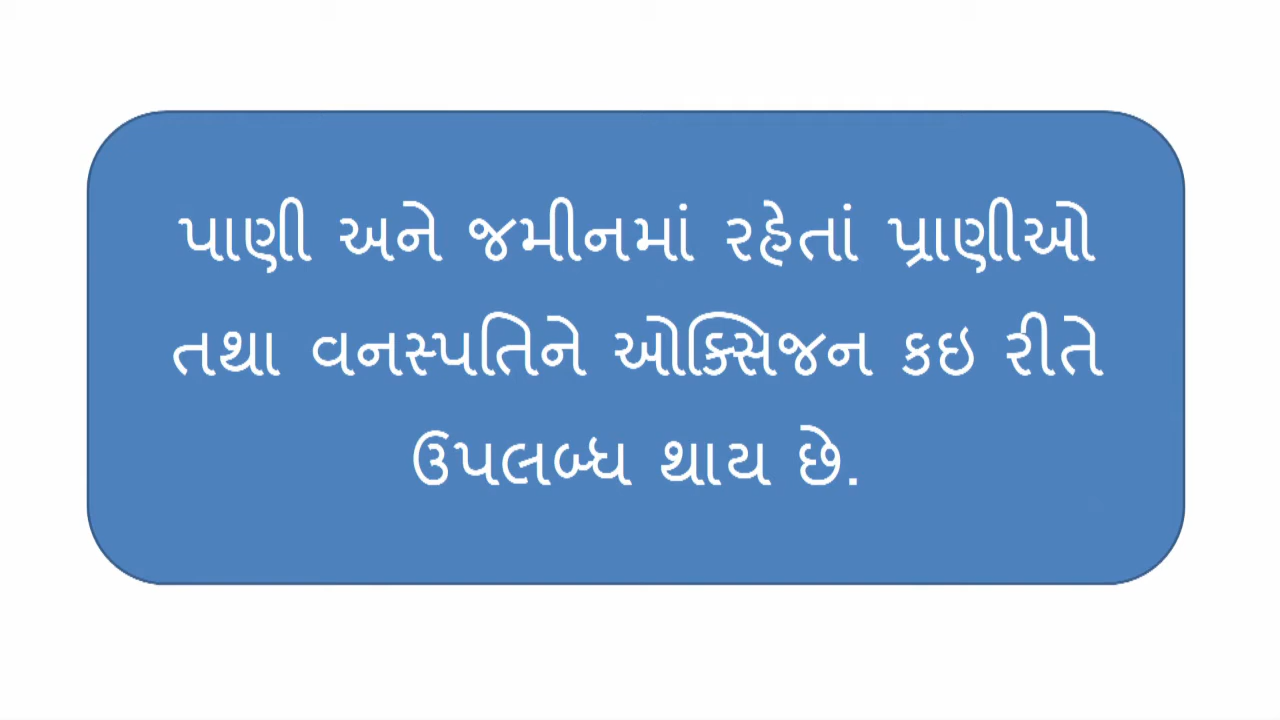 પાણી અને જમીનમાં રહેતાં પ્રાણીઓ
તથા વનસ્પતિને ઓક્સિજન કઇ રીતે
ઉપલબ્ધ થાય છે.